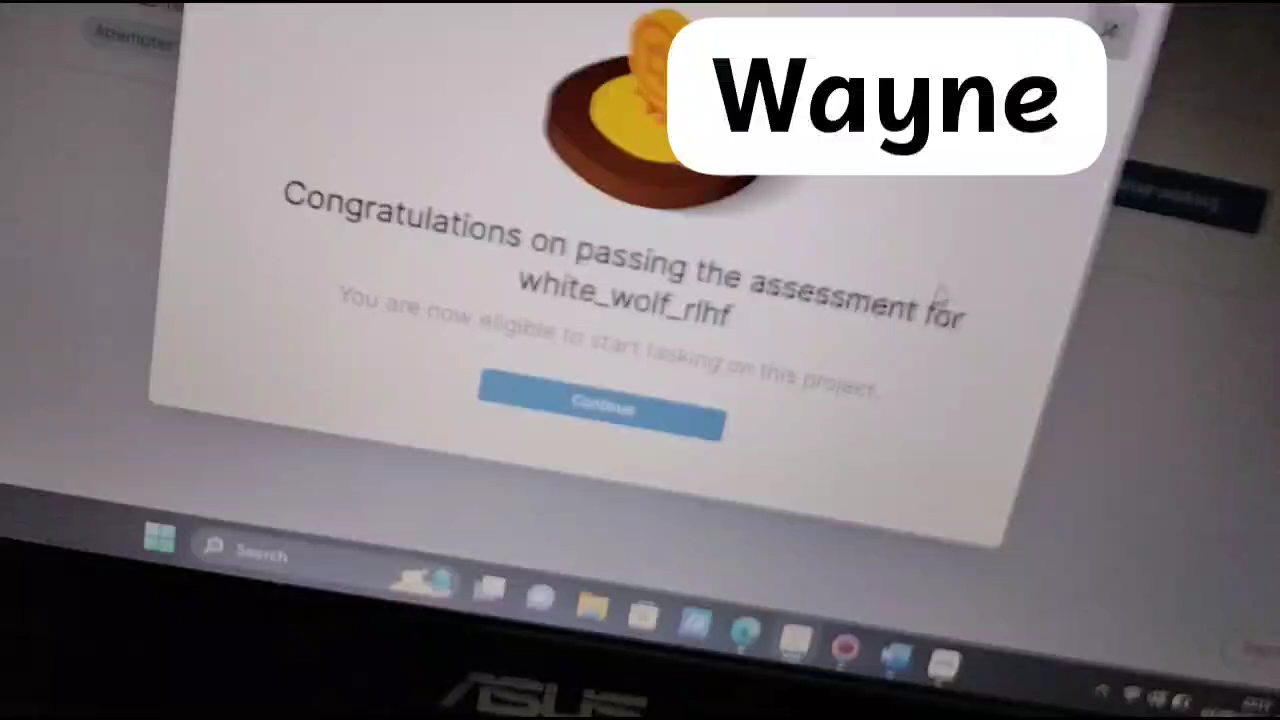 Attempter
Wayne
Congratulations on passing the assessment for
white_wolf_rlhf
You are now eligible to start tasking on this project.
Continue
Search
ASUS